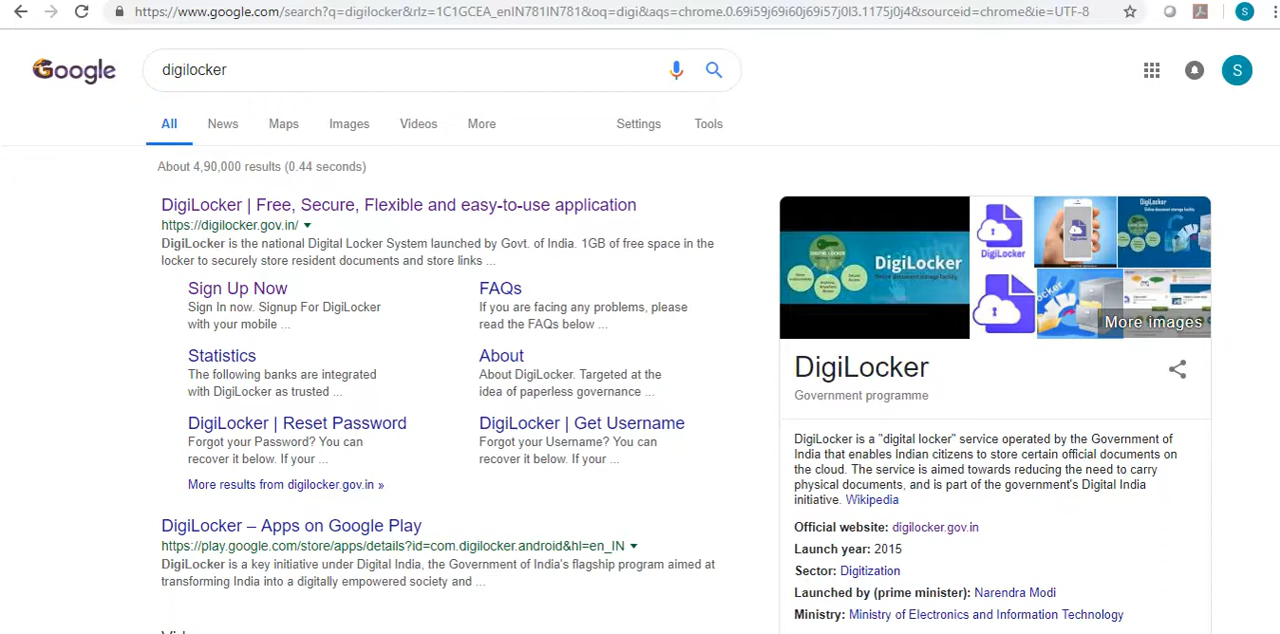 https://www.google.com/search?q=digilocker&rlz=1C1GCEA_enIN781IN781&oq=digi&aqs=chrome.0.69i59j69i60j69i57j0l3.1175j0j4&sourceid=chrome&ie=UTF-8
S
Google
digilocker
S
All News Maps Images Videos More Settings Tools
About 4,90,000 results (0.44 seconds)
DigiLocker | Free, Secure, Flexible and easy-to-use application
https://digilocker.gov.in/
DigiLocker is the national Digital Locker System launched by Govt. of India. 1GB of free space in the
locker to securely store resident documents and store links ...
Sign Up Now
Sign In now. Signup For DigiLocker
with your mobile ...
FAQs
If you are facing any problems, please
read the FAQs below ...
Statistics
The following banks are integrated
with DigiLocker as trusted ...
About
About DigiLocker. Targeted at the
idea of paperless governance ...
DigiLocker | Reset Password
Forgot your Password? You can
recover it below. If your ...
DigiLocker | Get Username
Forgot your Username? You can
recover it below. If your ...
More results from digilocker.gov.in »
DigiLocker – Apps on Google Play
https://play.google.com/store/apps/details?id=com.digilocker.android&hl=en_IN
DigiLocker is a key initiative under Digital India, the Government of India's flagship program aimed at
transforming India into a digitally empowered society and ...
DigiLocker
Online document storage facility
DigiLocker
DigiLocker
More images
DigiLocker
Government programme
DigiLocker is a "digital locker" service operated by the Government of
India that enables Indian citizens to store certain official documents on
the cloud. The service is aimed towards reducing the need to carry
physical documents, and is part of the government's Digital India
initiative. Wikipedia
Official website: digilocker.gov.in
Launch year: 2015
Sector: Digitization
Launched by (prime minister): Narendra Modi
Ministry: Ministry of Electronics and Information Technology